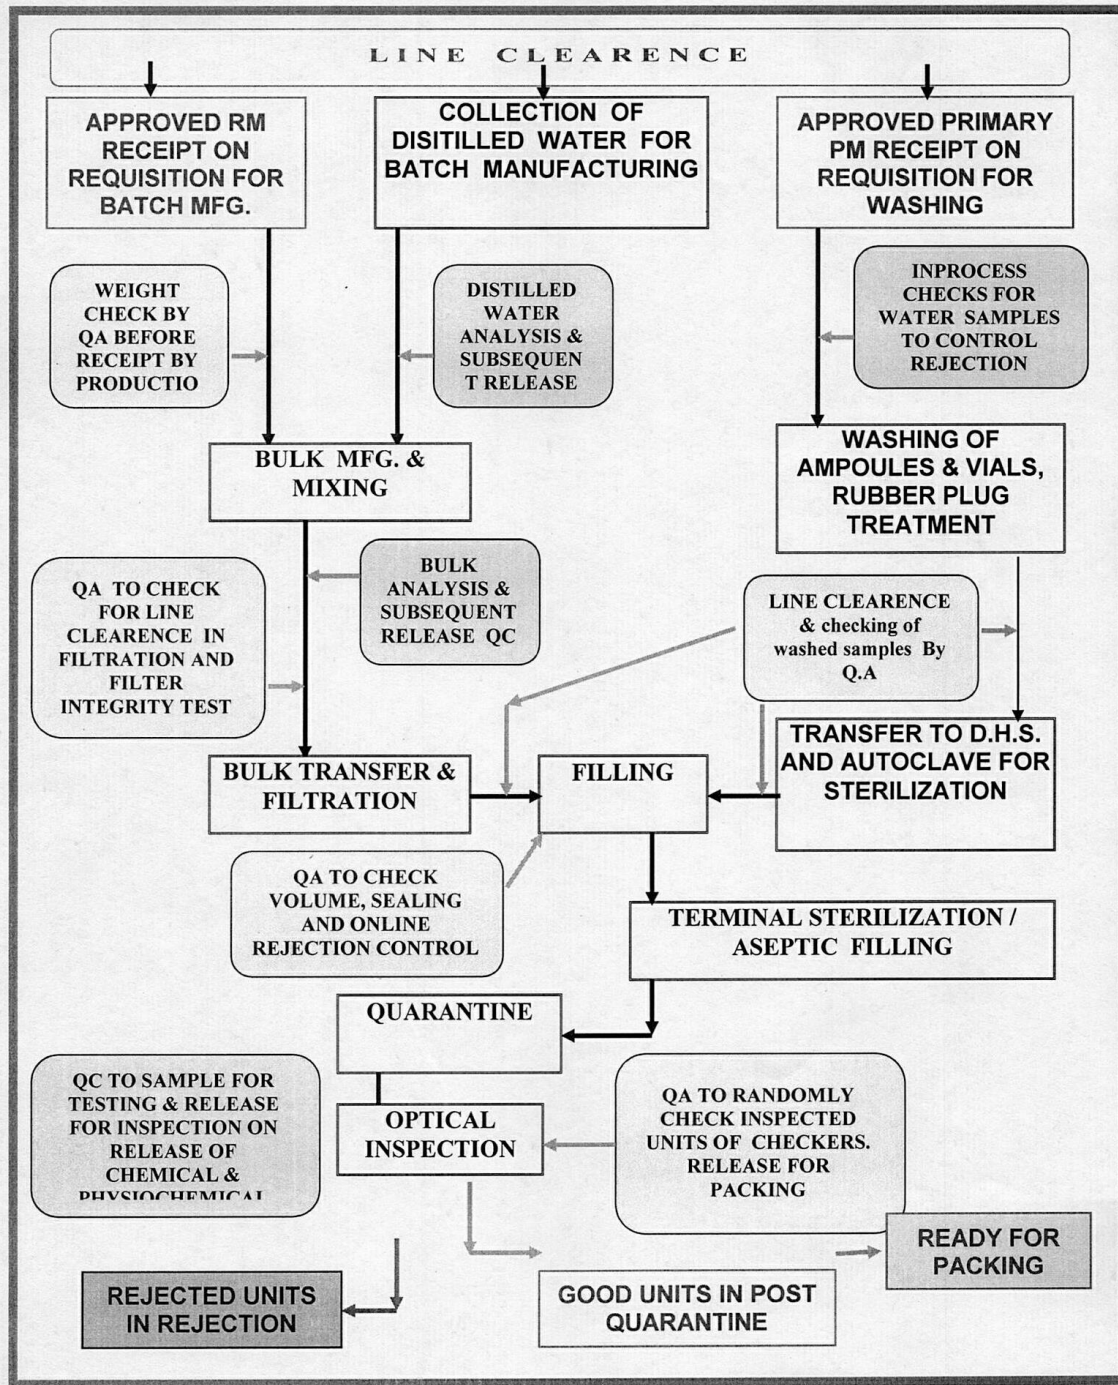 LINE CLEARENCE
APPROVED RM
RECEIPT ON
REQUISITION FOR
BATCH MFG.
COLLECTION OF
DISITILLED WATER FOR
BATCH MANUFACTURING
APPROVED PRIMARY
PM RECEIPT ON
REQUISITION FOR
WASHING
WEIGHT
CHECK BY
QA BEFORE
RECEIPT BY
PRODUCTIO
DISTILLED
WATER
ANALYSIS &
SUBSEQUEN
T RELEASE
INPROCESS
CHECKS FOR
WATER SAMPLES
TO CONTROL
REJECTION
BULK MFG. &
MIXING
WASHING OF
AMPOULES & VIALS,
RUBBER PLUG
TREATMENT
QA TO CHECK
FOR LINE
CLEARENCE IN
FILTRATION AND
FILTER
INTEGRITY TEST
BULK
ANALYSIS &
SUBSEQUENT
RELEASE QC
LINE CLEARENCE
& checking of
washed samples By
Q.A
BULK TRANSFER &
FILTRATION
FILLING
TRANSFER TO D.H.S.
AND AUTOCLAVE FOR
STERILIZATION
QA TO CHECK
VOLUME, SEALING
AND ONLINE
REJECTION CONTROL
TERMINAL STERILIZATION /
ASEPTIC FILLING
QUARANTINE
QC TO SAMPLE FOR
TESTING & RELEASE
FOR INSPECTION ON
RELEASE OF
CHEMICAL &
PHYSIOCHEMICAL
OPTICAL
INSPECTION
QA TO RANDOMLY
CHECK INSPECTED
UNITS OF CHECKERS.
RELEASE FOR
PACKING
READY FOR
PACKING
REJECTED UNITS
IN REJECTION
GOOD UNITS IN POST
QUARANTINE